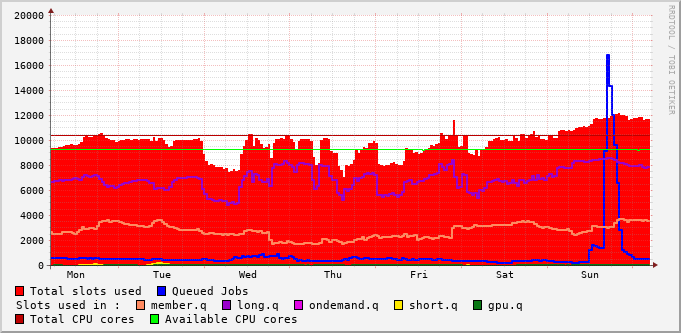 20000
18000
16000
14000
12000
10000
8000
6000
4000
2000
0
Mon Tue Wed Thu Fri Sat Sun
Total slots used Queued Jobs
Slots used in : member.q long.q ondemand.q short.q gpu.q
Total CPU cores Available CPU cores
RRDTOOL / TOBI OETIKER